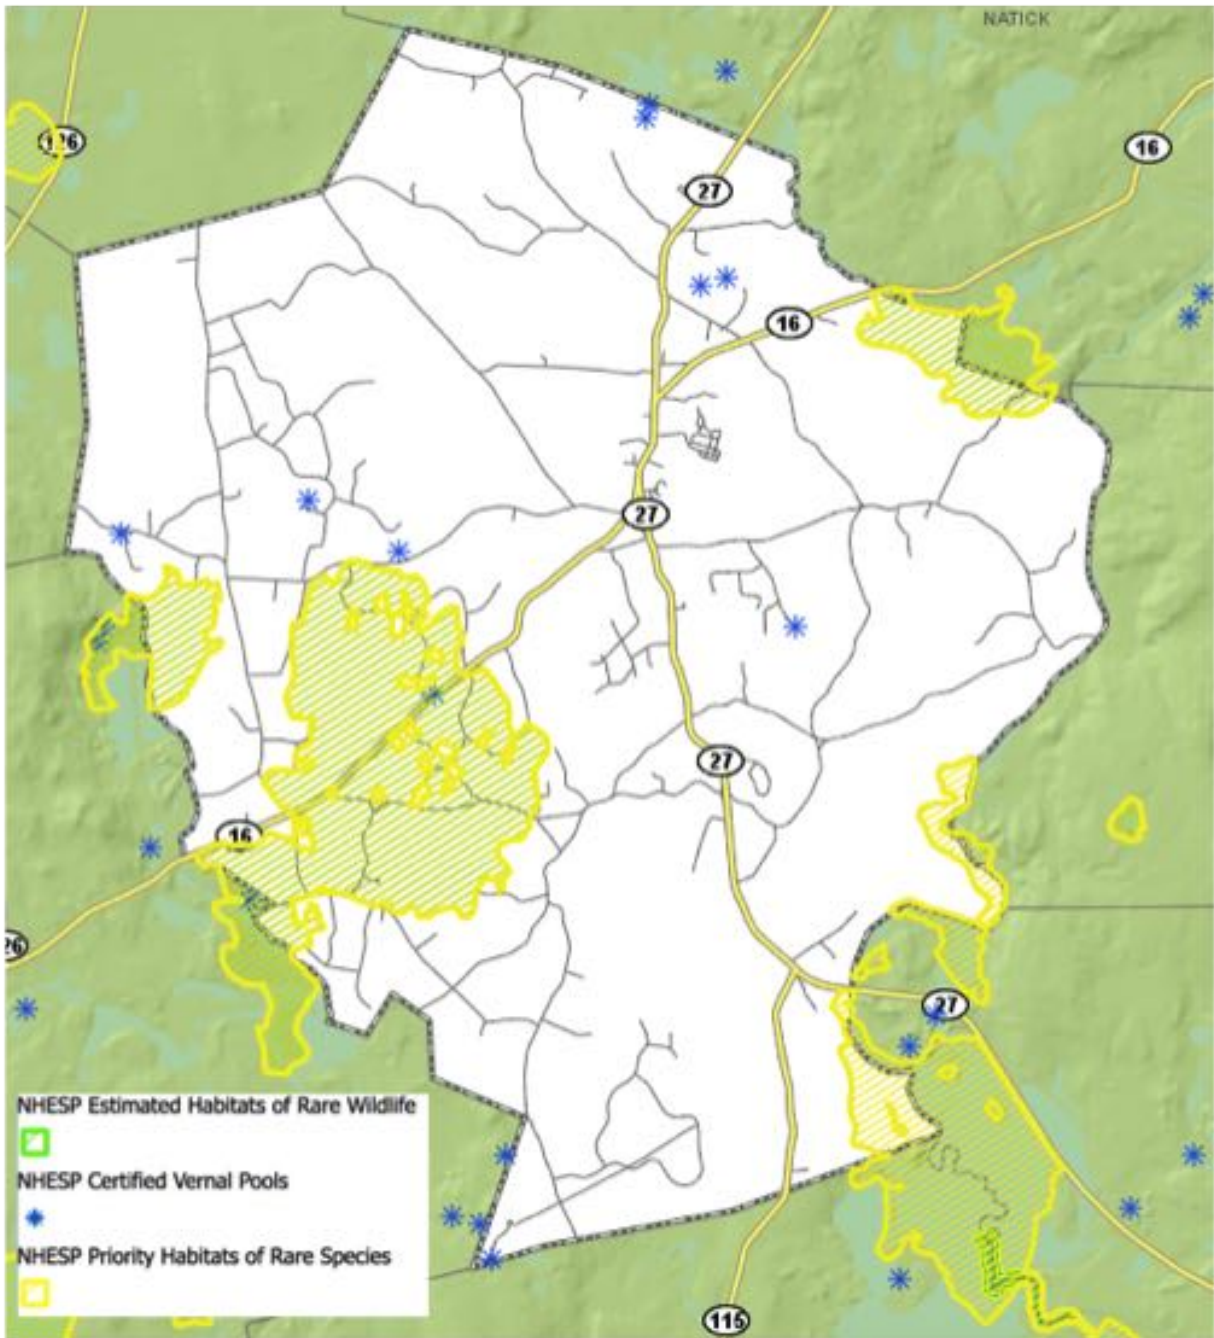 NATICK
126
16
27
16
27
27
16
26
27
NHESP Estimated Habitats of Rare Wildlife
NHESP Certified Vernal Pools
NHESP Priority Habitats of Rare Species
115